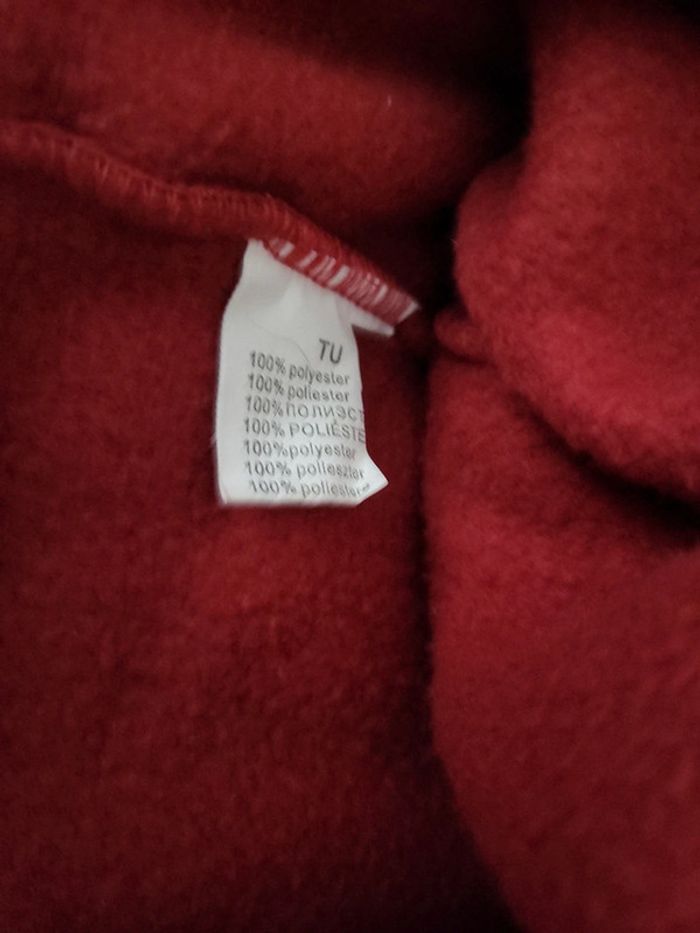 TU
100% polyester
100% poliester
100% ПОЛИЭСТ
100% POLIÉSTE
100%polyester
100% poliészter
100% poliester